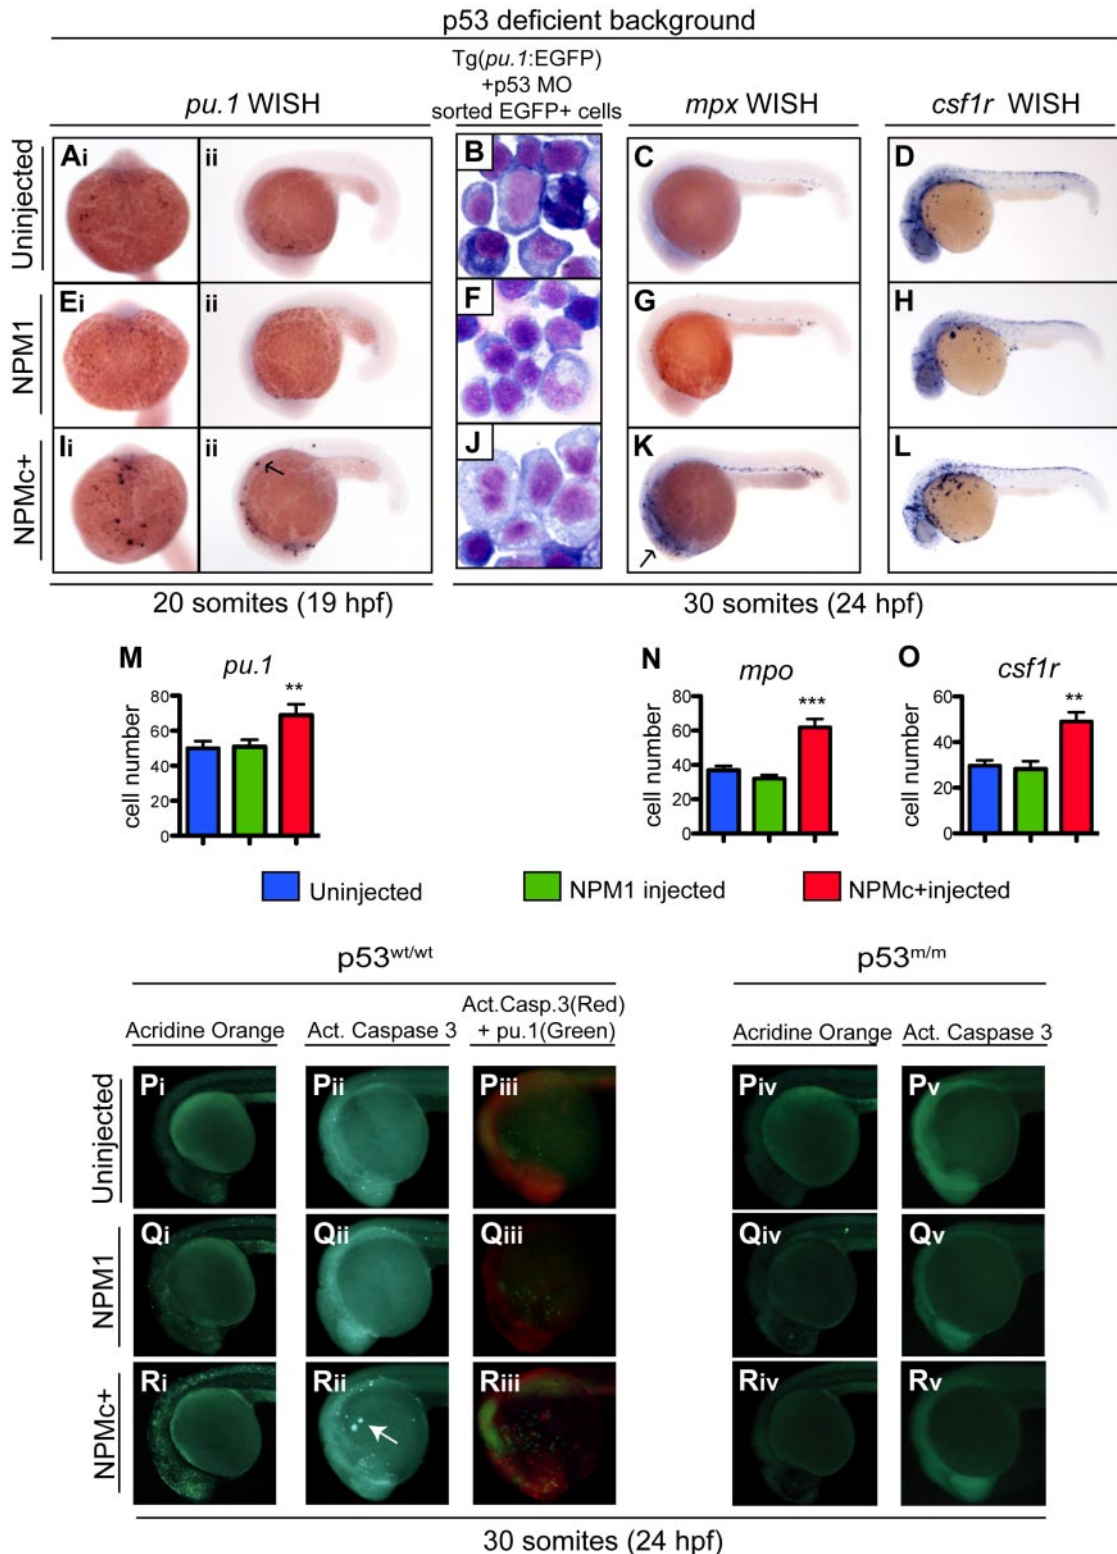 p53 deficient background
Tg(pu.1:EGFP)
+p53 MO
sorted EGFP+ cells
pu.1 WISH
mpx WISH
csf1r WISH
Uninjected
Ai
ii
B
C
D
NPM1
Ei
ii
F
G
H
NPMc+
Ii
ii
J
K
L
20 somites (19 hpf)
30 somites (24 hpf)
M
pu.1
**
cell number
80
60
40
20
0
N
mpo
***
cell number
80
60
40
20
0
O
csf1r
**
cell number
60
40
20
0
Uninjected
NPM1 injected
NPMc+injected
p53wt/wt
p53m/m
Acridine Orange
Act. Caspase 3
Act.Casp.3(Red)
+ pu.1(Green)
Acridine Orange
Act. Caspase 3
Uninjected
Pi
Pii
Piii
Piv
Pv
NPM1
Qi
Qii
Qiii
Qiv
Qv
NPMc+
Ri
Rii
Riii
Riv
Rv
30 somites (24 hpf)